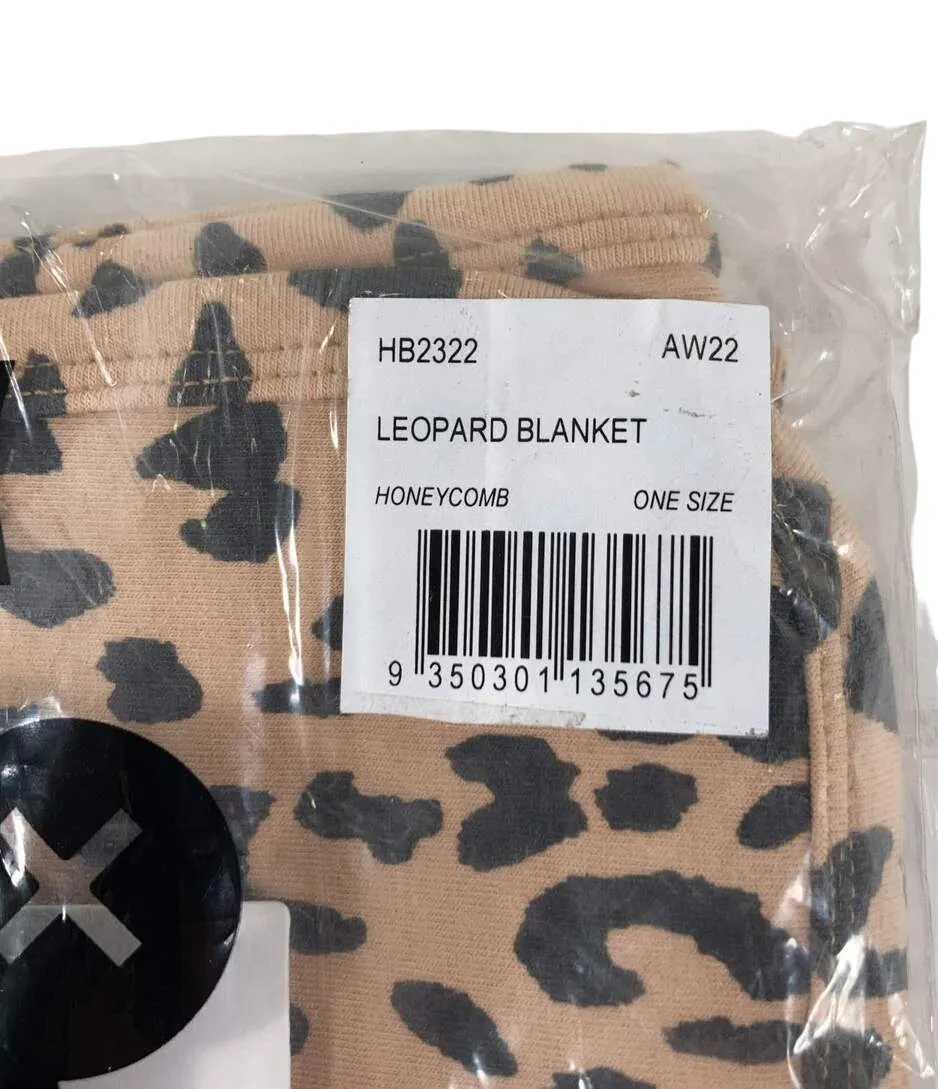 HB2322 AW22
LEOPARD BLANKET
HONEYCOMB ONE SIZE
9 350301 135675